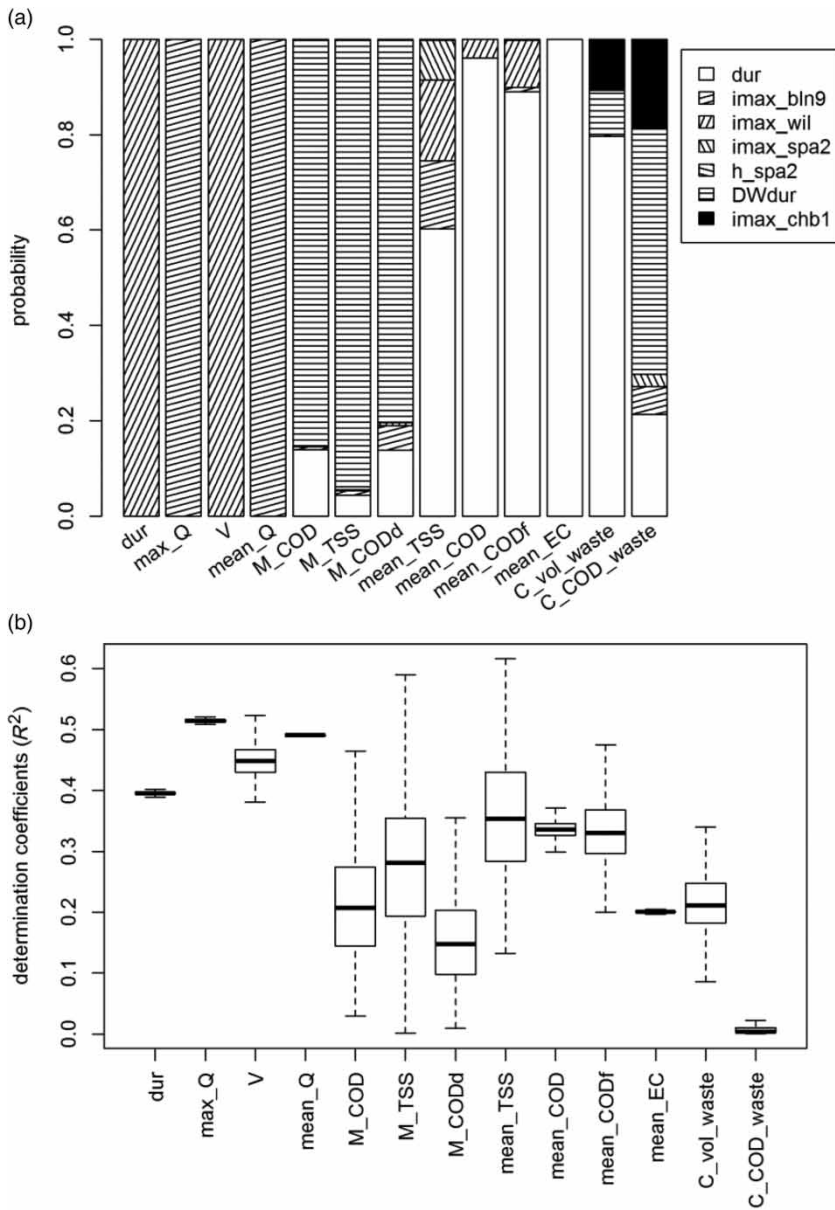 (a)
probability
1.0
0.8
0.6
0.4
0.2
0.0
dur
max_Q
V
mean_Q
M_COD
M_TSS
M_CODd
mean_TSS
mean_COD
mean_CODf
mean_EC
C_vol_waste
C_COD_waste
dur
imax_bln9
imax_wil
imax_spa2
h_spa2
DWdur
imax_chb1
(b)
determination coefficients (R²)
0.6
0.5
0.4
0.3
0.2
0.1
0.0
dur
max_Q
V
mean_Q
M_COD
M_TSS
M_CODd
mean_TSS
mean_COD
mean_CODf
mean_EC
C_vol_waste
C_COD_waste